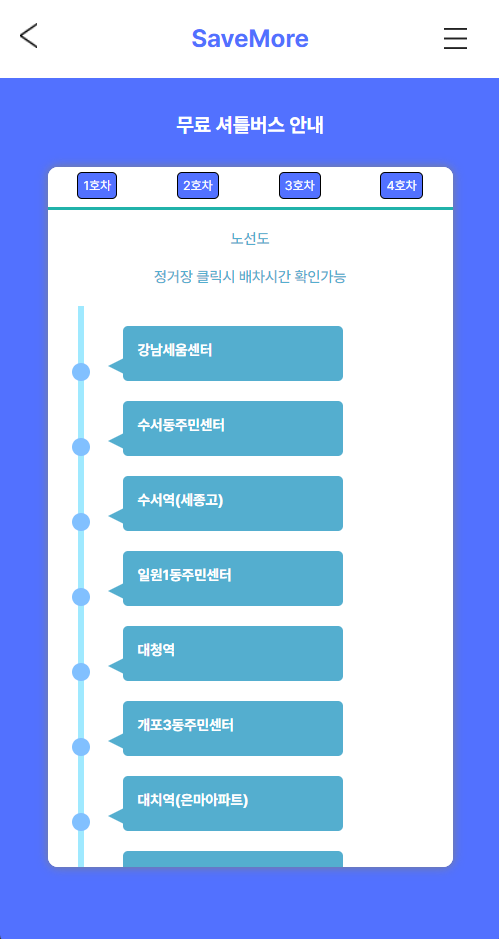 SaveMore
무료 셔틀버스 안내
1호차 2호차 3호차 4호차
노선도
정거장 클릭시 배차시간 확인가능
강남세움센터
수서동주민센터
수서역(세종고)
일원1동주민센터
대청역
개포3동주민센터
대치역(은마아파트)